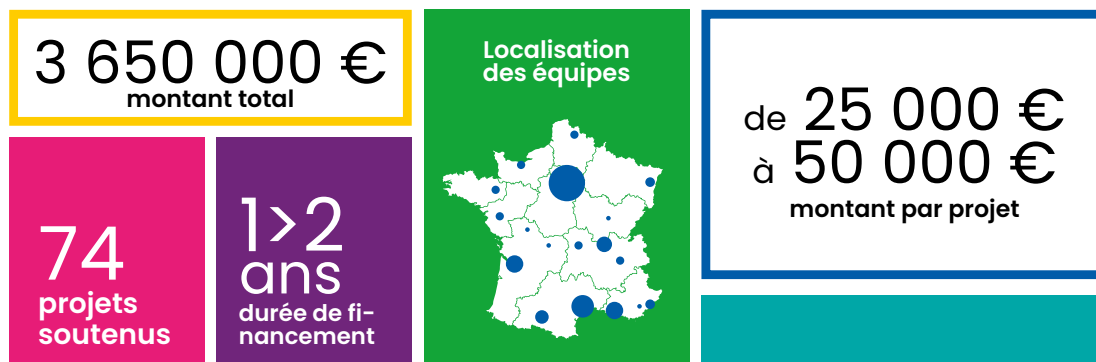 3 650 000 €
montant total
74
projets
soutenus
1>2
ans
durée de fi-
nancement
Localisation
des équipes
de 25 000 €
à 50 000 €
montant par projet